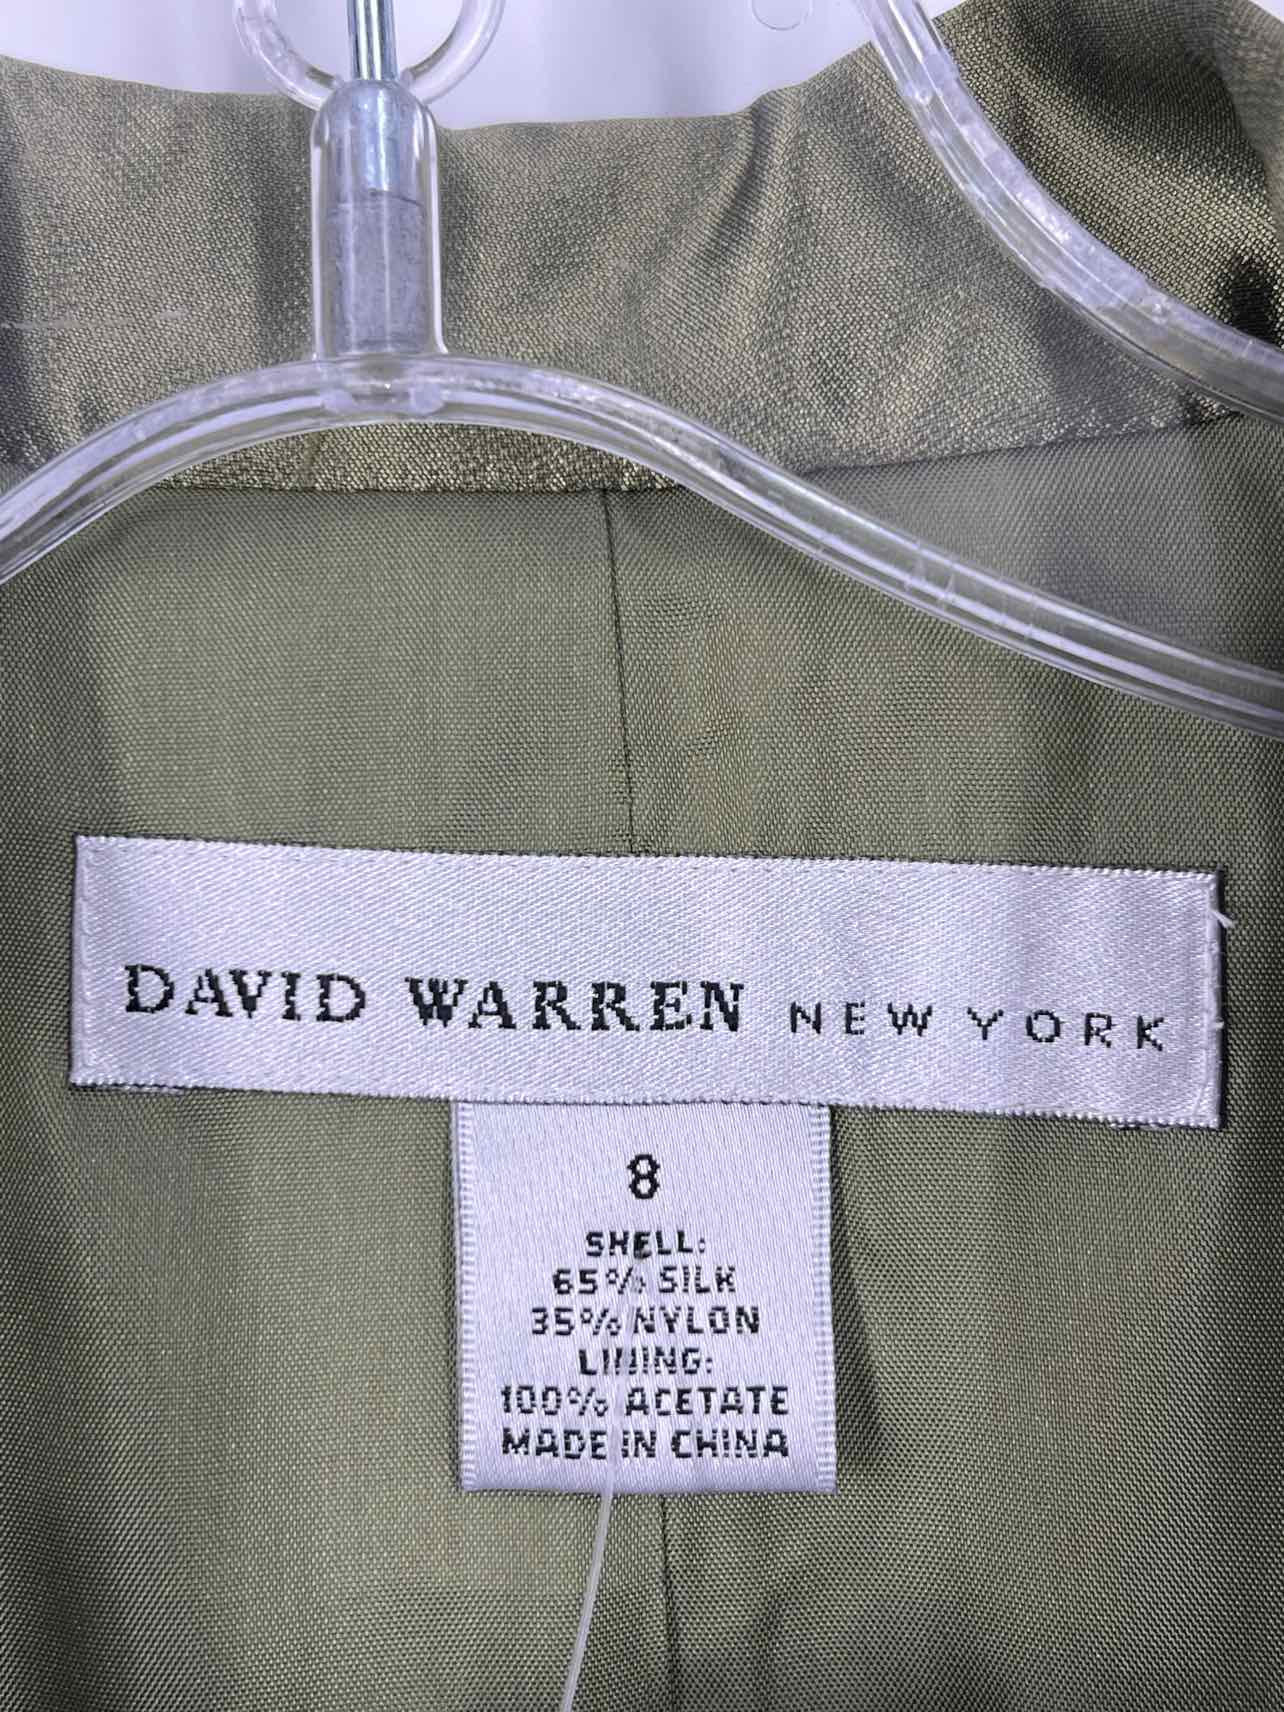 DAVID WARREN NEW YORK
8
SHELL:
65% SILK
35% NYLON
LINING:
100% ACETATE
MADE IN CHINA